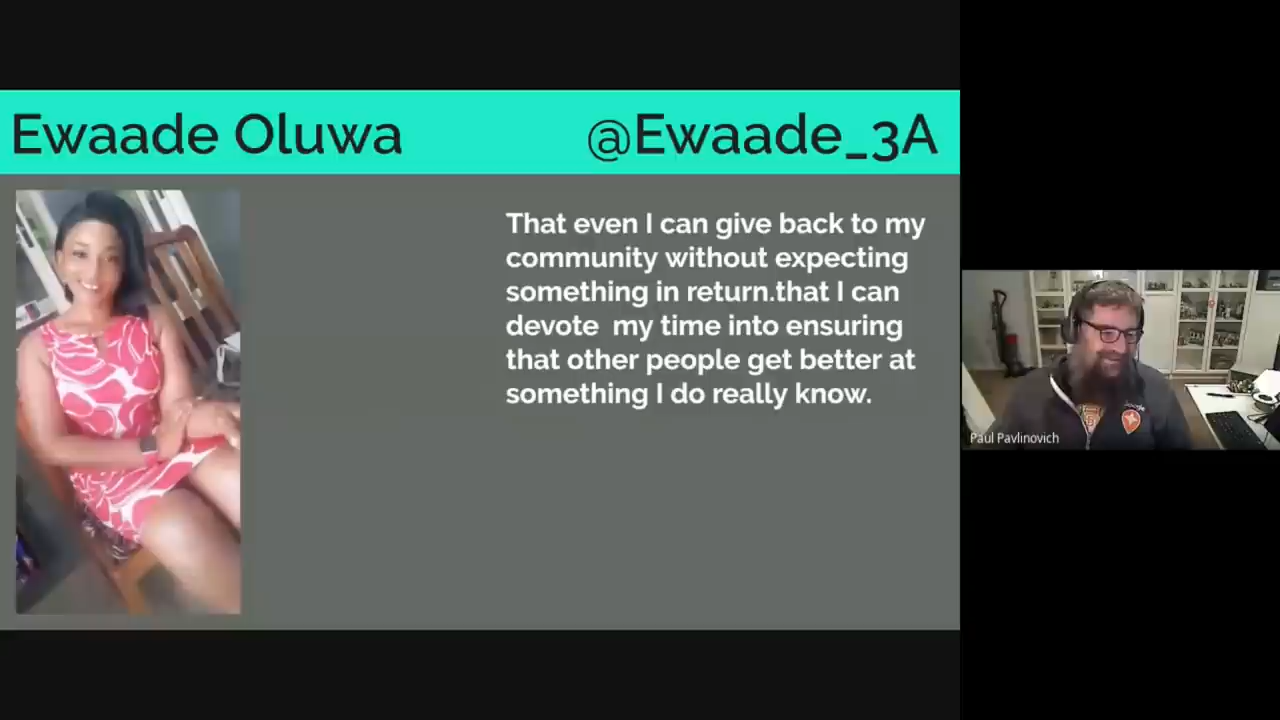 Ewaade Oluwa
@Ewaade_3A
That even I can give back to my
community without expecting
something in return.that I can
devote  my time into ensuring
that other people get better at
something I do really know.
Paul Pavlinovich